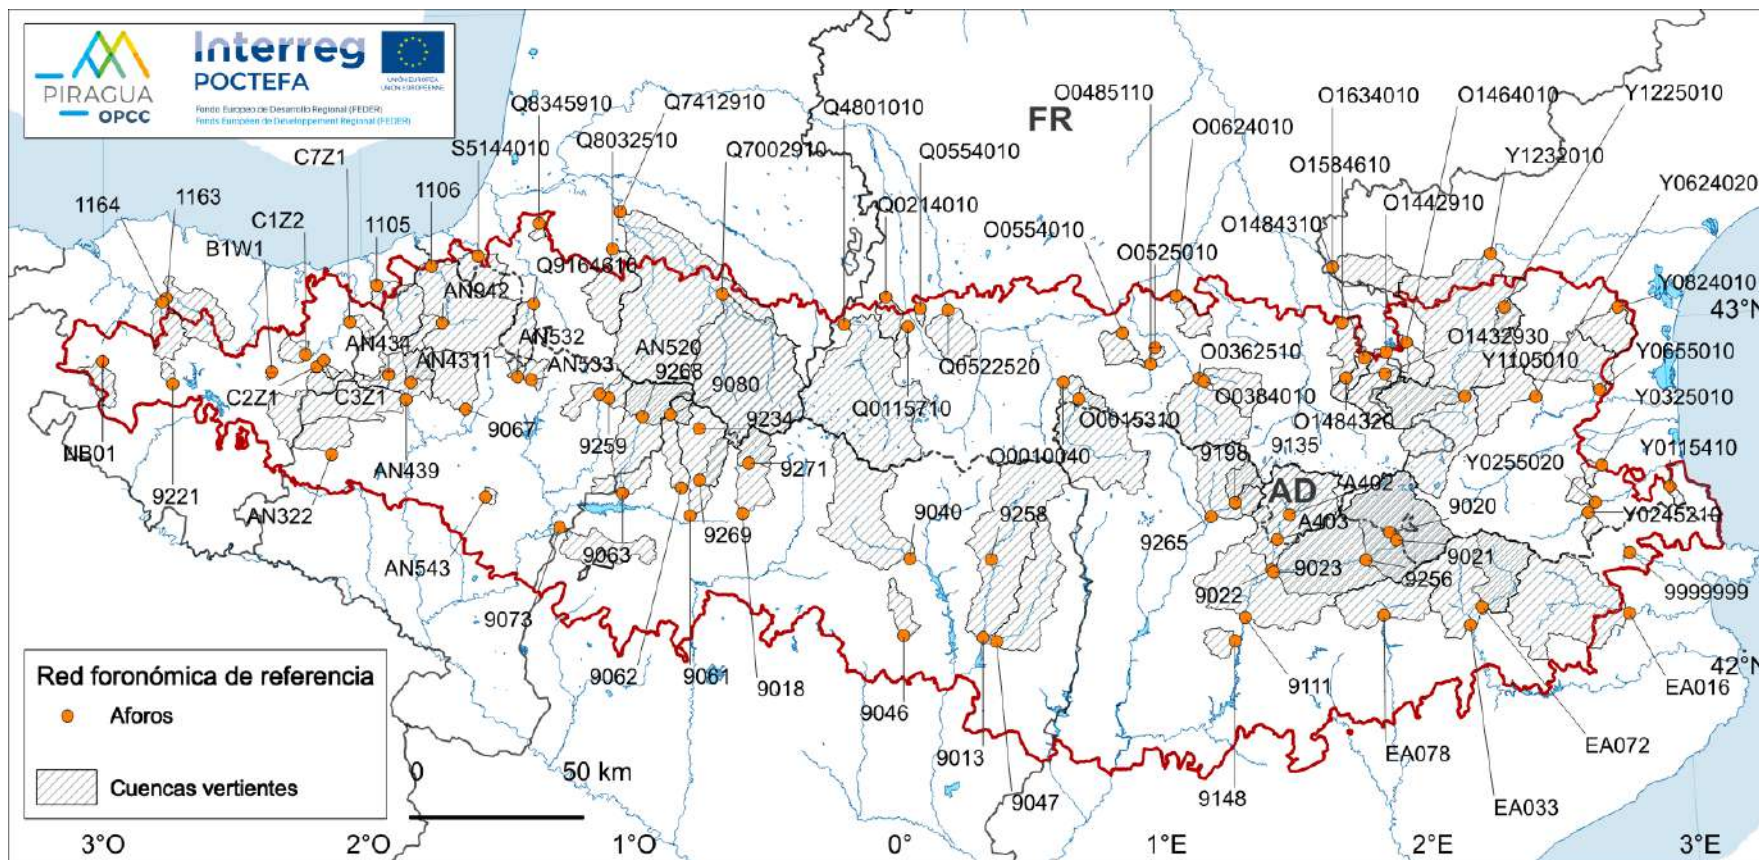 PIRAGUA
OPCC
Interreg
POCTEFA
UNIÓN EUROPEA
UNION EUROPÉENNE
Fondo Europeo de Desarrollo Regional (FEDER)
Fonds Européen de Développement Régional (FEDER)
FR
AD
Q8345910
Q7412910
Q4801010
O0485110
O1634010
O1464010
Y1225010
S5144010
Q8032510
Q7002910
Q0554010
O0624010
O1584610
Y1232010
C7Z1
1106
1163
1164
C1Z2
1105
B1W1
Q0214010
O0554010
O0525010
O1484310
O1442910
Y0624020
Q9164610
AN942
Y0824010
43°N
AN434
AN532
AN4311
AN533
AN520
9268
9080
Q0522520
O0362510
O1432930
Y1105010
Y0655010
C2Z1
C3Z1
9067
9259
9234
Q0115710
O0015310
O0384010
O1484320
Y0325010
NB01
9221
AN439
9271
O0010040
9198
9135
A402
Y0255020
Y0115410
AN322
9040
9258
A403
9020
Y0245210
AN543
9063
9269
9265
9023
9021
9256
9999999
9073
9022
9062
9061
9018
9046
9111
42°N
EA016
9013
9047
9148
EA078
EA072
EA033
Red foronómica de referencia
Aforos
Cuencas vertientes
0
50 km
3°O
2°O
1°O
0°
1°E
2°E
3°E